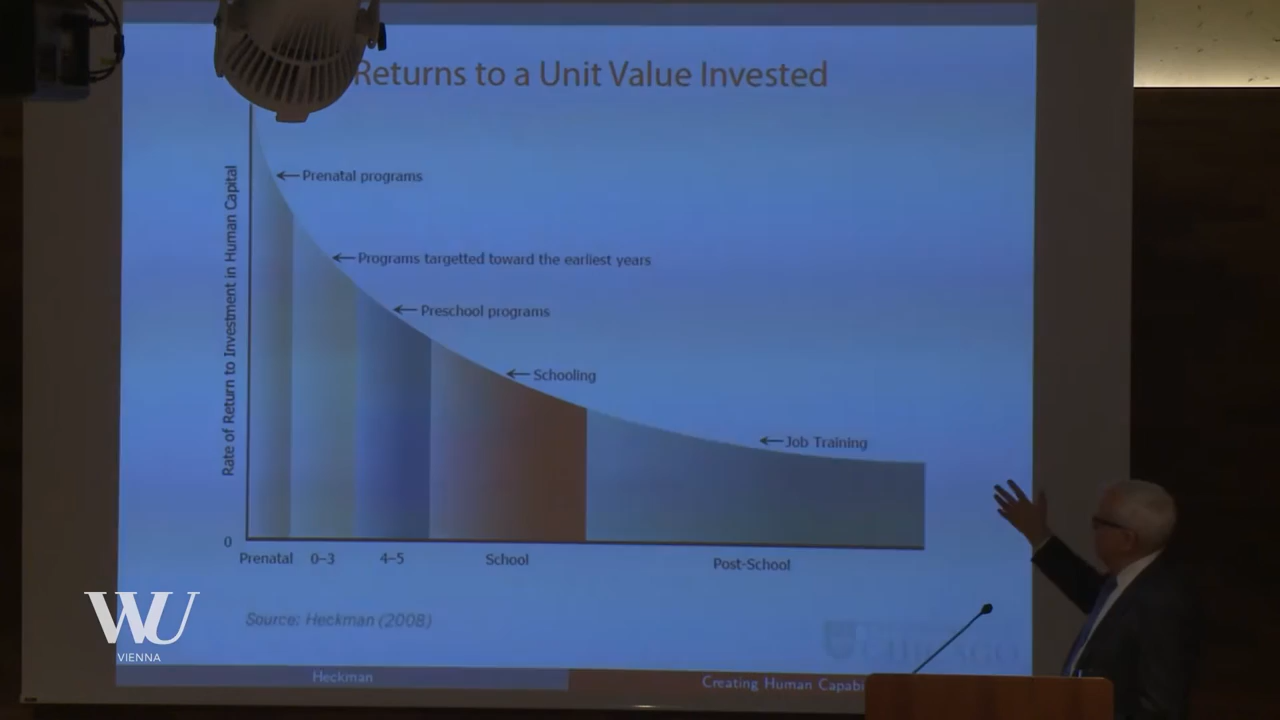 Returns to a Unit Value Invested
Rate of Return to Investment in Human Capital
Prenatal programs
Programs targetted toward the earliest years
Preschool programs
Schooling
Job Training
0
Prenatal
0–3
4–5
School
Post-School
Source: Heckman (2008)
CHICAGO
Heckman
Creating Human
WU
VIENNA